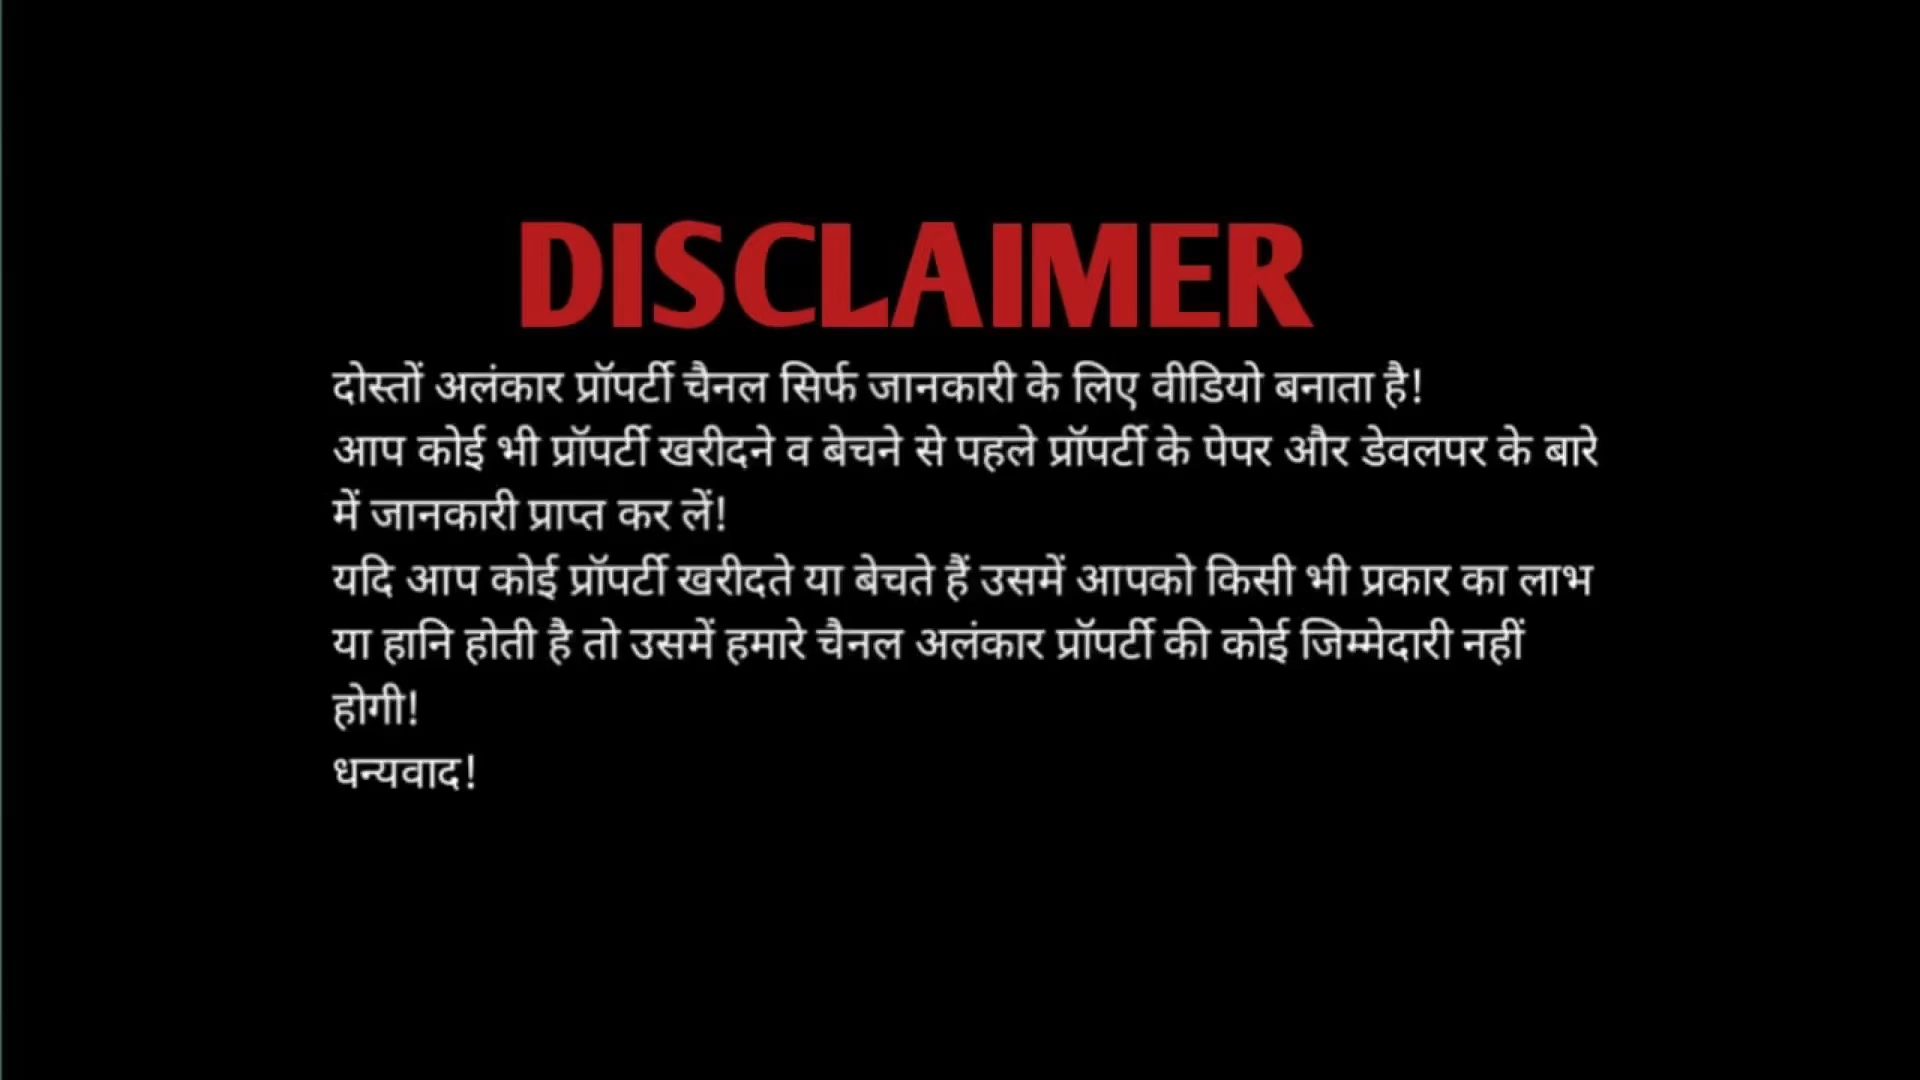 DISCLAIMER
दोस्तों अलंकार प्रॉपर्टी चैनल सिर्फ जानकारी के लिए वीडियो बनाता है!
आप कोई भी प्रॉपर्टी खरीदने व बेचने से पहले प्रॉपर्टी के पेपर और डेवलपर के बारे
में जानकारी प्राप्त कर लें!
यदि आप कोई प्रॉपर्टी खरीदते या बेचते हैं उसमें आपको किसी भी प्रकार का लाभ
या हानि होती है तो उसमें हमारे चैनल अलंकार प्रॉपर्टी की कोई जिम्मेदारी नहीं
होगी!
धन्यवाद!